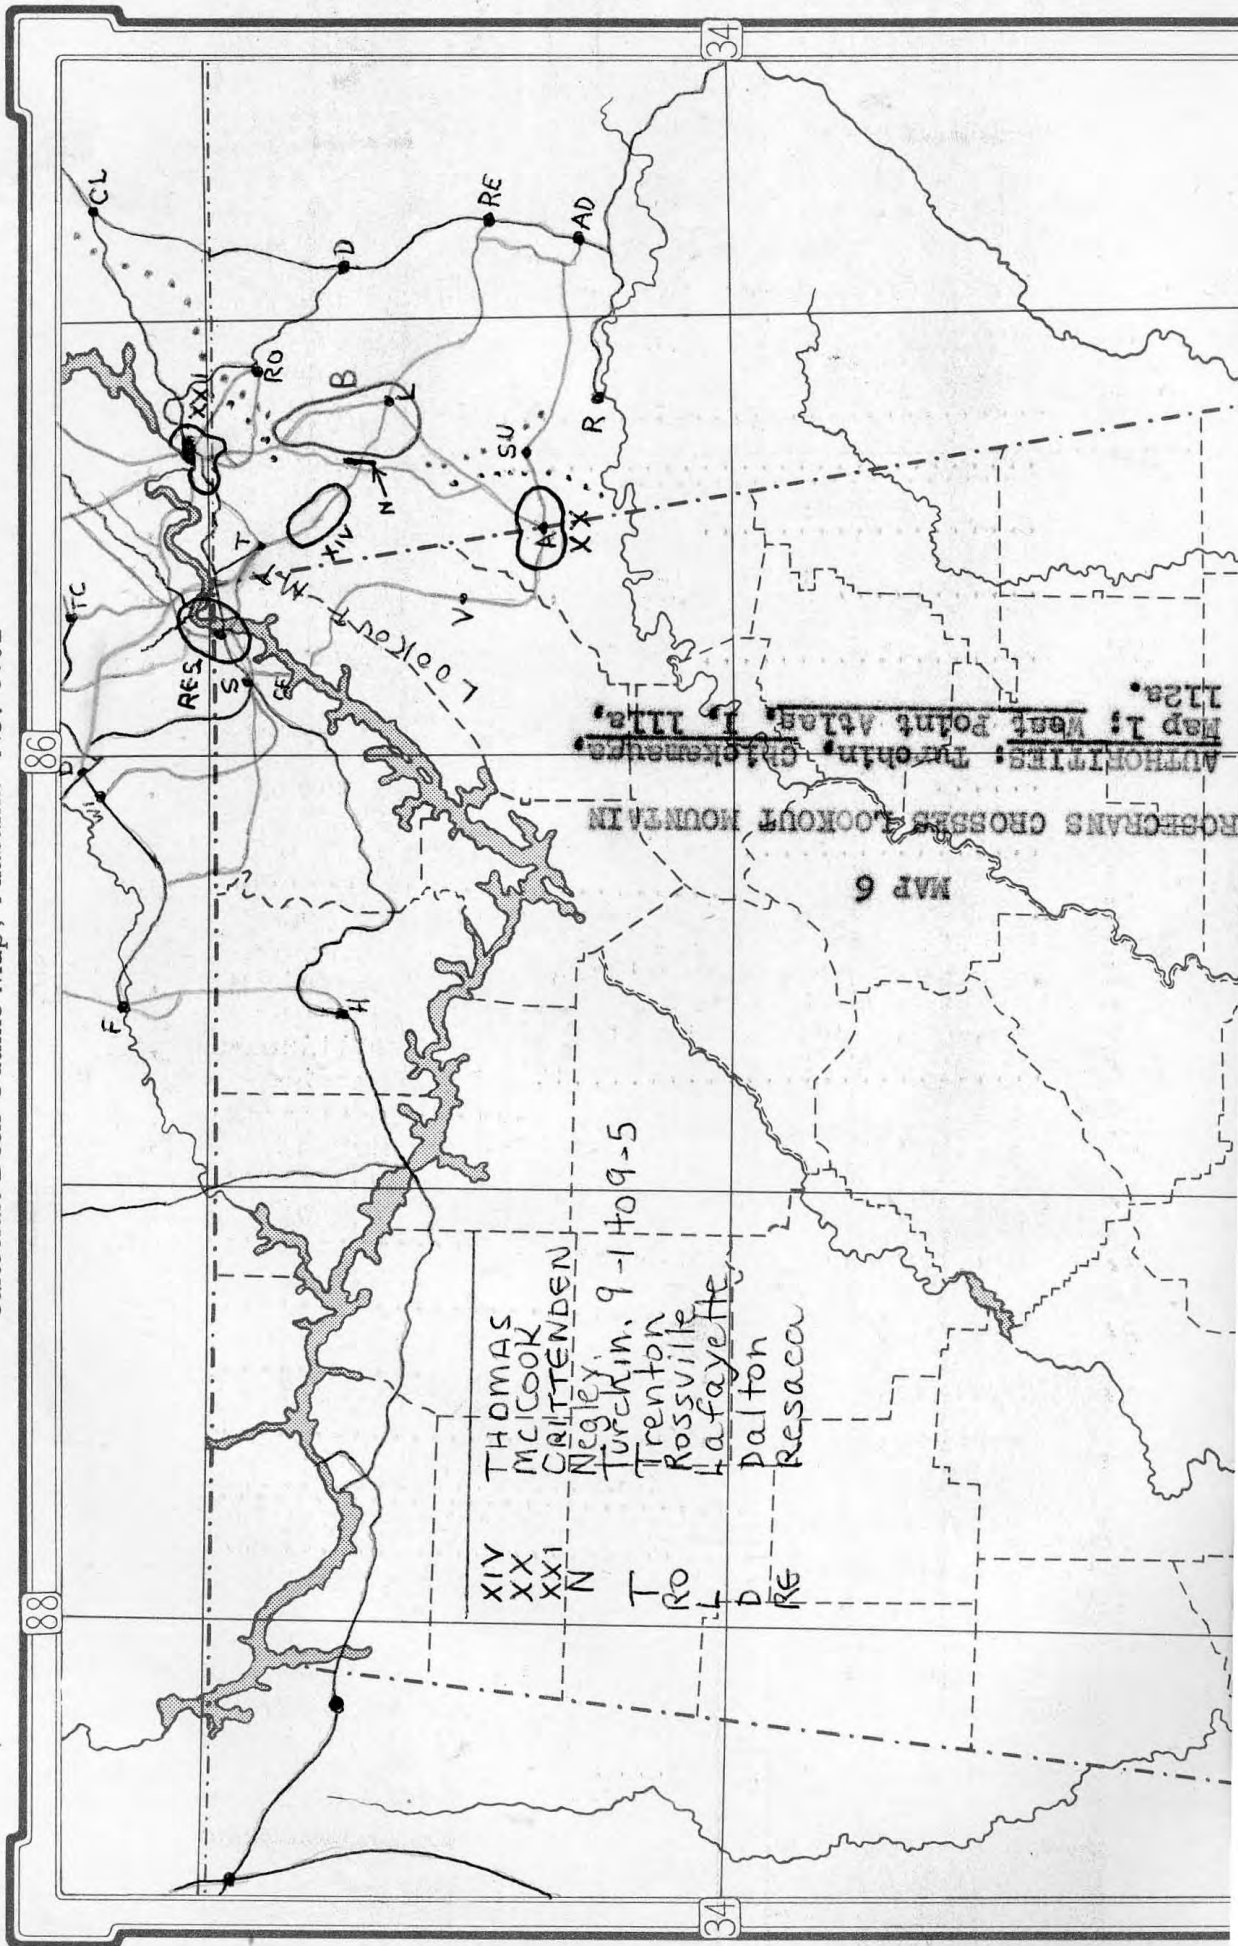 34
86
88
34
CL
RE
AD
D
RO
XXI
B
L
SU
R
N
XIV
T
A
XX
V
TC
RES
S
LOOKOUT MT
F
H
MAP 6
ROSECRANS CROSSES LOOKOUT MOUNTAIN
AUTHORITIES: Turchin, Chickamauga,
Map 1; West Point Atlas, I, 111a,
112a.
XIV THOMAS
XX MCCOOK
XXI CRITTENDEN
N Negley
Turchin. 9-1 to 9-5
T Trenton
RO Rossville
L Lafayette
D Dalton
RE Resaca